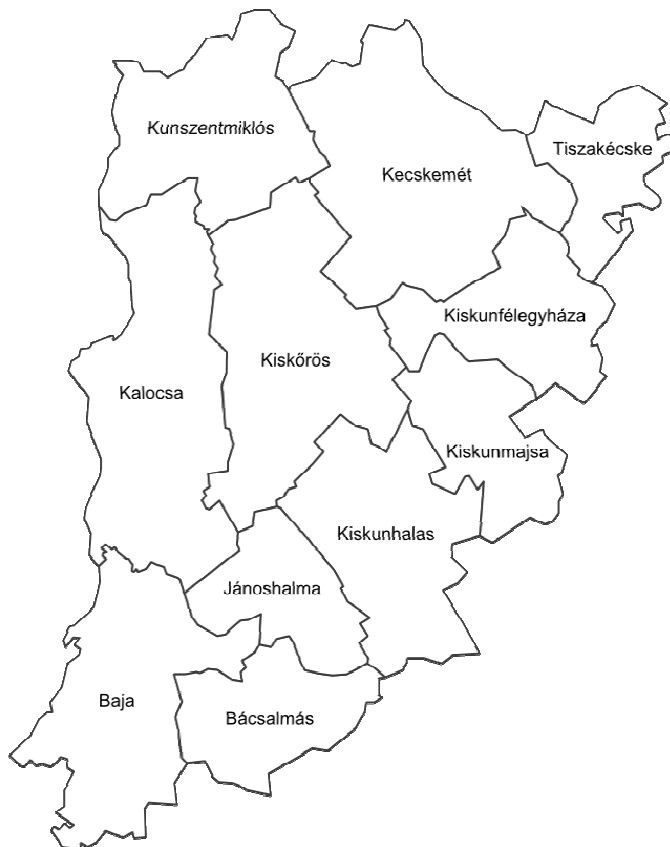 Kunszentmiklós
Tiszakécske
Kecskemét
Kiskunfélegyháza
Kiskőrös
Kalocsa
Kiskunmajsa
Kiskunhalas
Jánoshalma
Baja
Bácsalmás